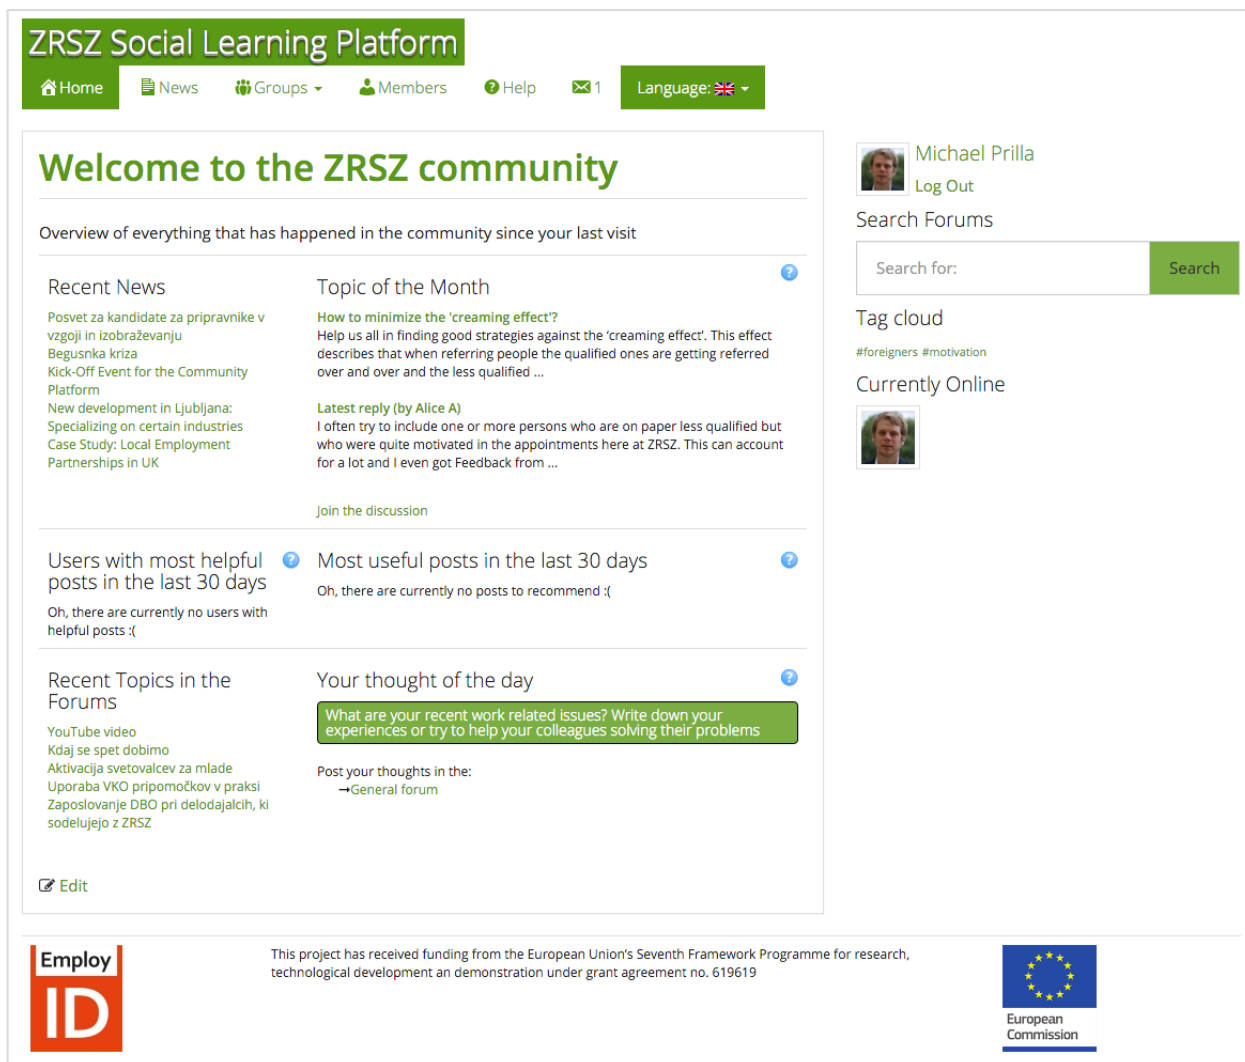 ZRSZ Social Learning Platform
Home News Groups Members Help 1 Language:
Welcome to the ZRSZ community
Overview of everything that has happened in the community since your last visit
Recent News
Posvet za kandidate za pripravnike v
vzgoji in izobraževanju
Begusnka kriza
Kick-Off Event for the Community
Platform
New development in Ljubljana:
Specializing on certain industries
Case Study: Local Employment
Partnerships in UK
Topic of the Month
How to minimize the 'creaming effect'?
Help us all in finding good strategies against the 'creaming effect'. This effect
describes that when referring people the qualified ones are getting referred
over and over and the less qualified ...
Latest reply (by Alice A)
I often try to include one or more persons who are on paper less qualified but
who were quite motivated in the appointments here at ZRSZ. This can account
for a lot and I even got Feedback from ...
Join the discussion
Users with most helpful
posts in the last 30 days
Oh, there are currently no users with
helpful posts :(
Most useful posts in the last 30 days
Oh, there are currently no posts to recommend :(
Recent Topics in the
Forums
YouTube video
Kdaj se spet dobimo
Aktivacija svetovalcev za mlade
Uporaba VKO pripomočkov v praksi
Zaposlovanje DBO pri delodajalcih, ki
sodelujejo z ZRSZ
Your thought of the day
What are your recent work related issues? Write down your
experiences or try to help your colleagues solving their problems
Post your thoughts in the:
→General forum
Edit
Michael Prilla
Log Out
Search Forums
Search for: Search
Tag cloud
#foreigners #motivation
Currently Online
Employ
ID
This project has received funding from the European Union's Seventh Framework Programme for research,
technological development an demonstration under grant agreement no. 619619
European
Commission